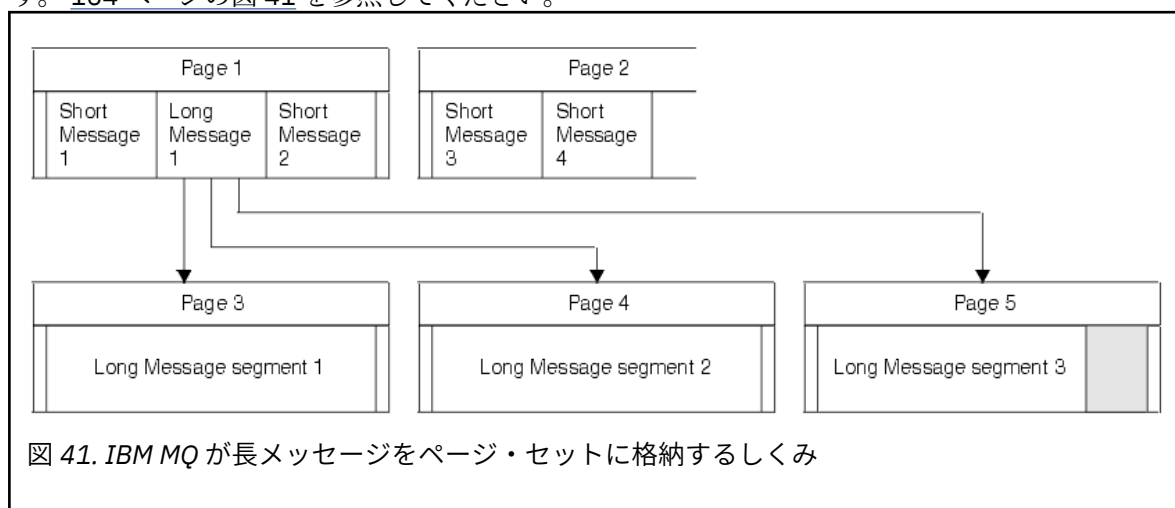 す。 164 ページの図 41 を参照してください。
Page 1
Short Message 1
Long Message 1
Short Message 2
Page 2
Short Message 3
Short Message 4
Page 3
Long Message segment 1
Page 4
Long Message segment 2
Page 5
Long Message segment 3
図 41. IBM MQ が長メッセージをページ・セットに格納するしくみ